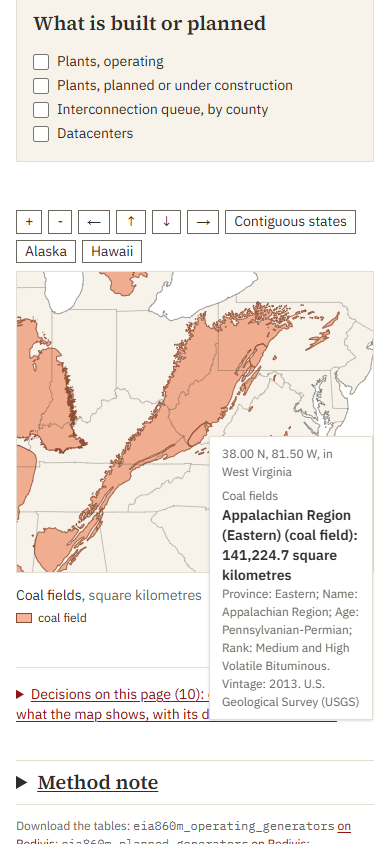 What is built or planned
Plants, operating
Plants, planned or under construction
Interconnection queue, by county
Datacenters
+ - ← ↑ ↓ → Contiguous states
Alaska Hawaii
38.00 N, 81.50 W, in
West Virginia
Coal fields
Appalachian Region
(Eastern) (coal field):
141,224.7 square
kilometres
Province: Eastern; Name:
Appalachian Region; Age:
Pennsylvanian-Permian;
Rank: Medium and High
Volatile Bituminous.
Vintage: 2013. U.S.
Geological Survey (USGS)
Coal fields, square kilometres
coal field
Decisions on this page (10):
what the map shows, with its
Method note
Download the tables: eia860m_operating_generators on